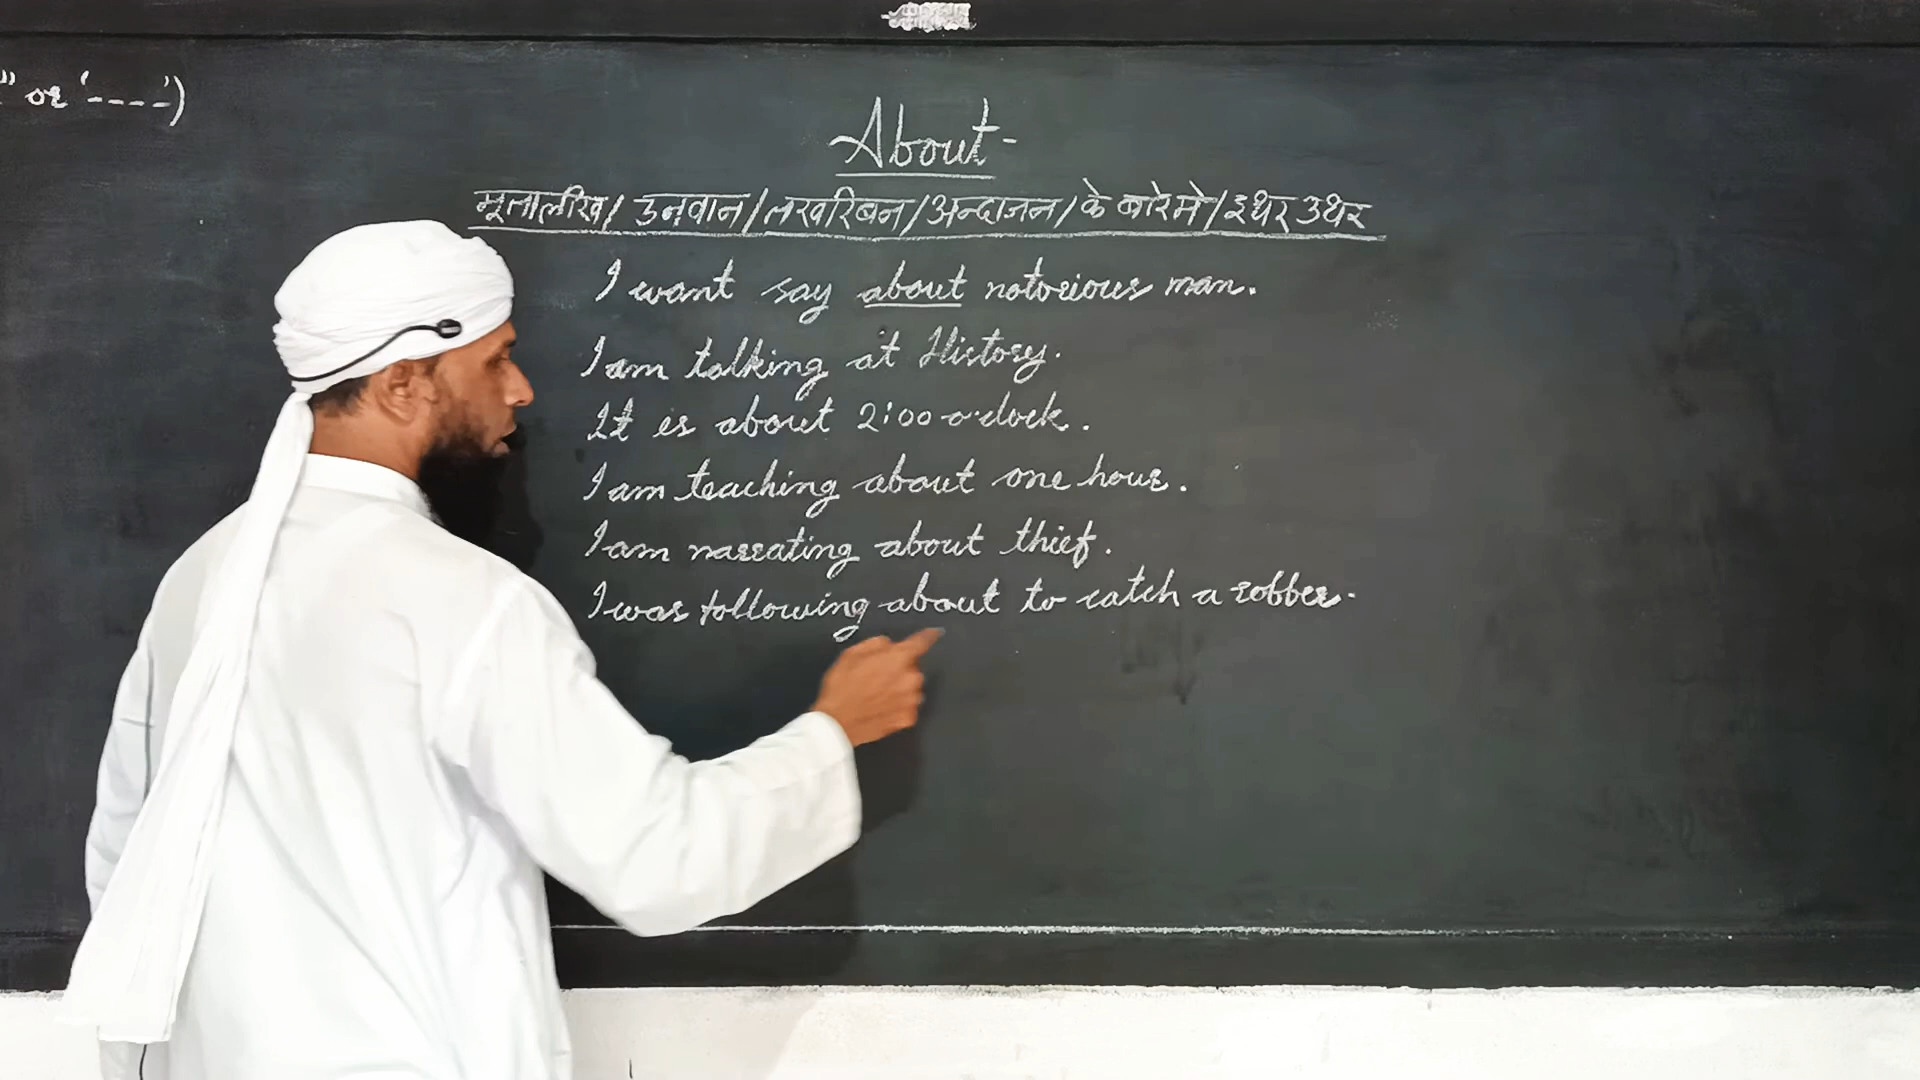 " or '----')
About-
मूतालीख/ उनवान/तखरिबन/अन्दाजन/के बारेमे/इधर उधर
I want say about notorious man.
I am talking at History.
It is about 2:00 o'clock.
I am teaching about one hour.
I am narrating about thief.
I was following about to catch a robber.